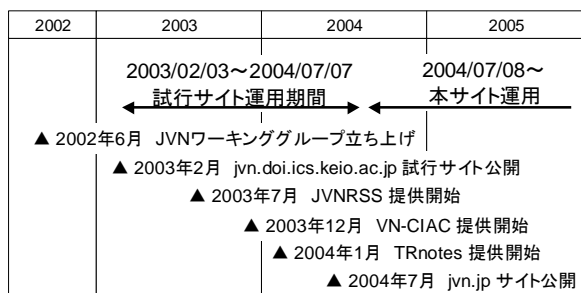 2002 2003 2004 2005
2003/02/03～2004/07/07 2004/07/08～
試行サイト運用期間 本サイト運用
▲ 2002年6月 JVNワーキンググループ立ち上げ
▲ 2003年2月 jvn.doi.ics.keio.ac.jp 試行サイト公開
▲ 2003年7月 JVNRSS 提供開始
▲ 2003年12月 VN-CIAC 提供開始
▲ 2004年1月 TRnotes 提供開始
▲ 2004年7月 jvn.jp サイト公開